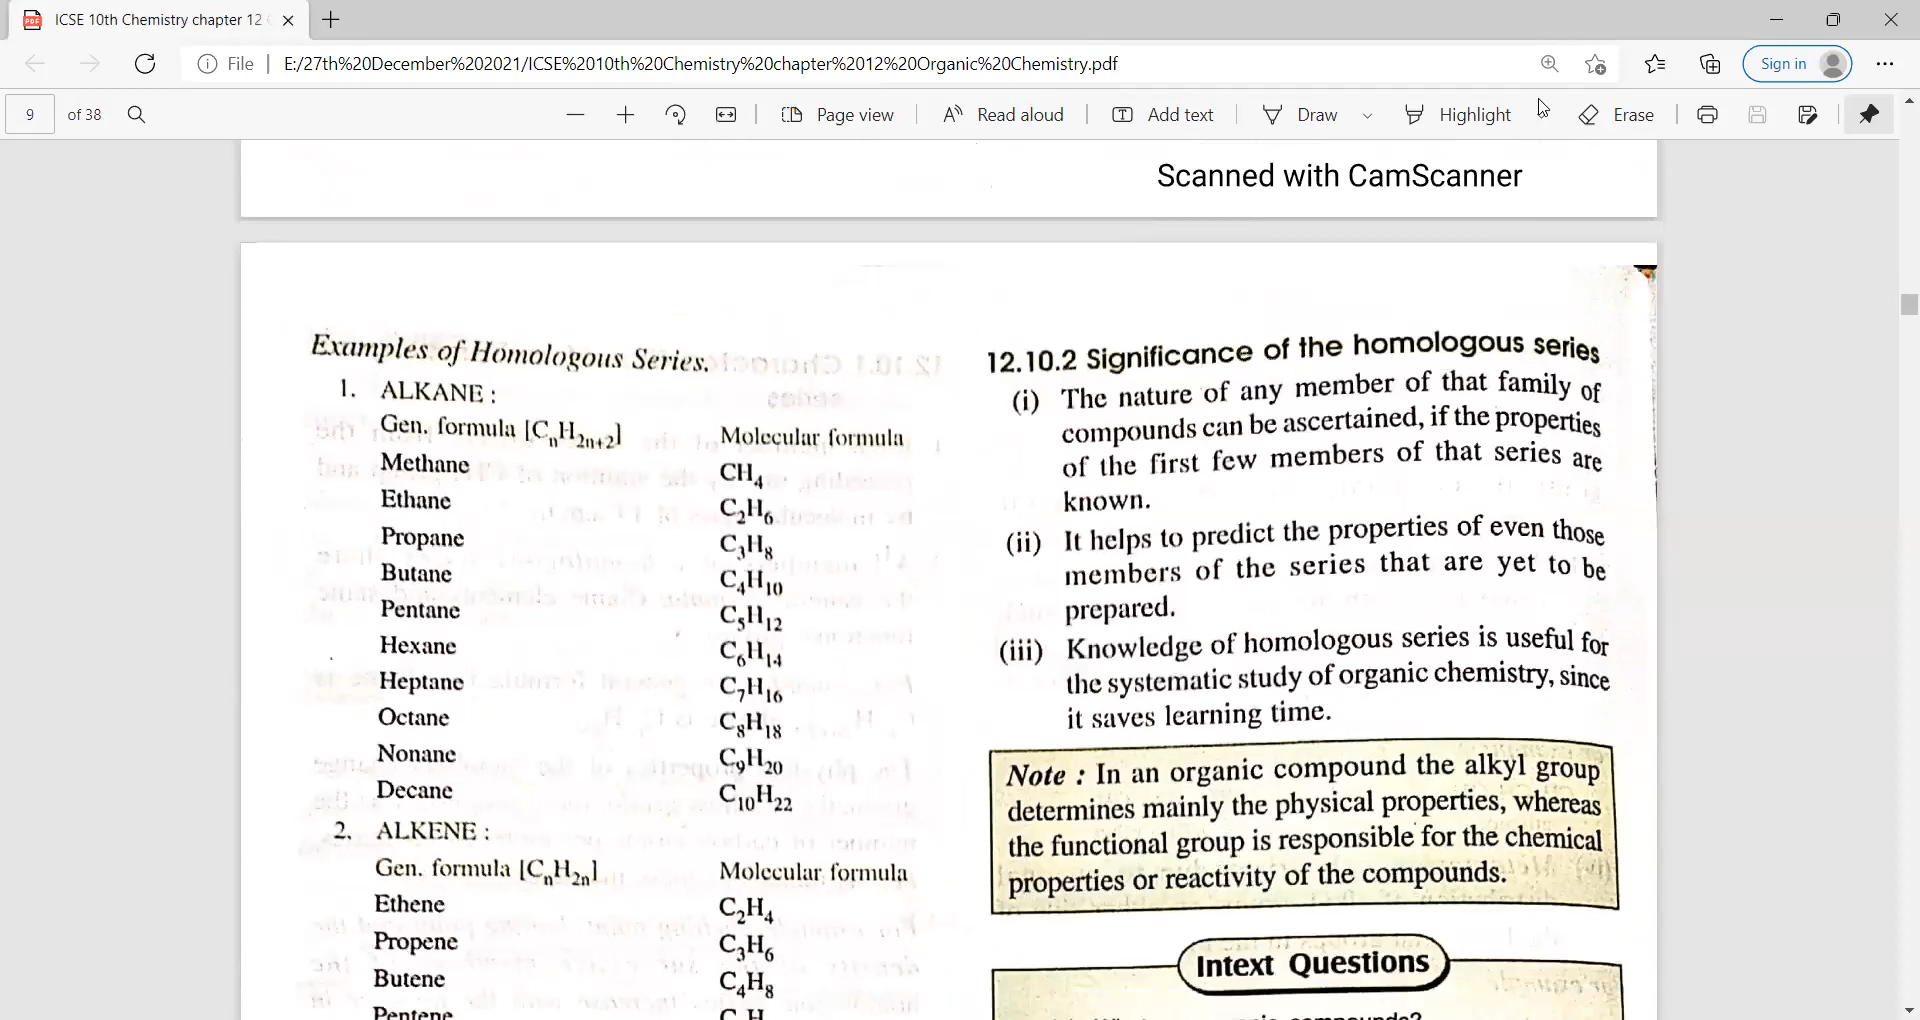 ICSE 10th Chemistry chapter 12
File
E:/27th%20December%202021/ICSE%2010th%20Chemistry%20chapter%2012%20Organic%20Chemistry.pdf
Sign in
9 of 38
Page view
Read aloud
Add text
Draw
Highlight
Erase
Scanned with CamScanner
Examples of Homologous Series.
1. ALKANE :
Gen. formula [CₙH₂ₙ₊₂] Molecular formula
Methane CH₄
Ethane C₂H₆
Propane C₃H₈
Butane C₄H₁₀
Pentane C₅H₁₂
Hexane C₆H₁₄
Heptane C₇H₁₆
Octane C₈H₁₈
Nonane C₉H₂₀
Decane C₁₀H₂₂
2. ALKENE :
Gen. formula [CₙH₂ₙ] Molecular formula
Ethene C₂H₄
Propene C₃H₆
Butene C₄H₈
Pentene
12.10.2 Significance of the homologous series
(i) The nature of any member of that family of
compounds can be ascertained, if the properties
of the first few members of that series are
known.
(ii) It helps to predict the properties of even those
members of the series that are yet to be
prepared.
(iii) Knowledge of homologous series is useful for
the systematic study of organic chemistry, since
it saves learning time.
Note : In an organic compound the alkyl group
determines mainly the physical properties, whereas
the functional group is responsible for the chemical
properties or reactivity of the compounds.
Intext Questions
compounds?